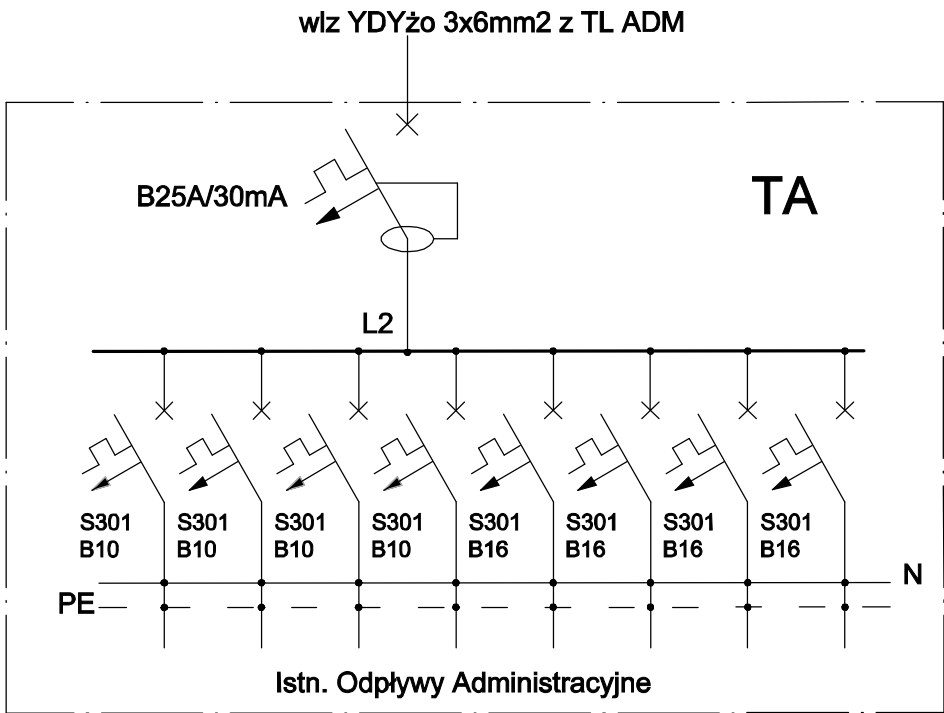 wlz YDYżo 3x6mm2 z TL ADM
TA
B25A/30mA
L2
S301 S301 S301 S301 S301 S301 S301 S301
B10 B10 B10 B10 B16 B16 B16 B16
N
PE
Istn. Odpływy Administracyjne